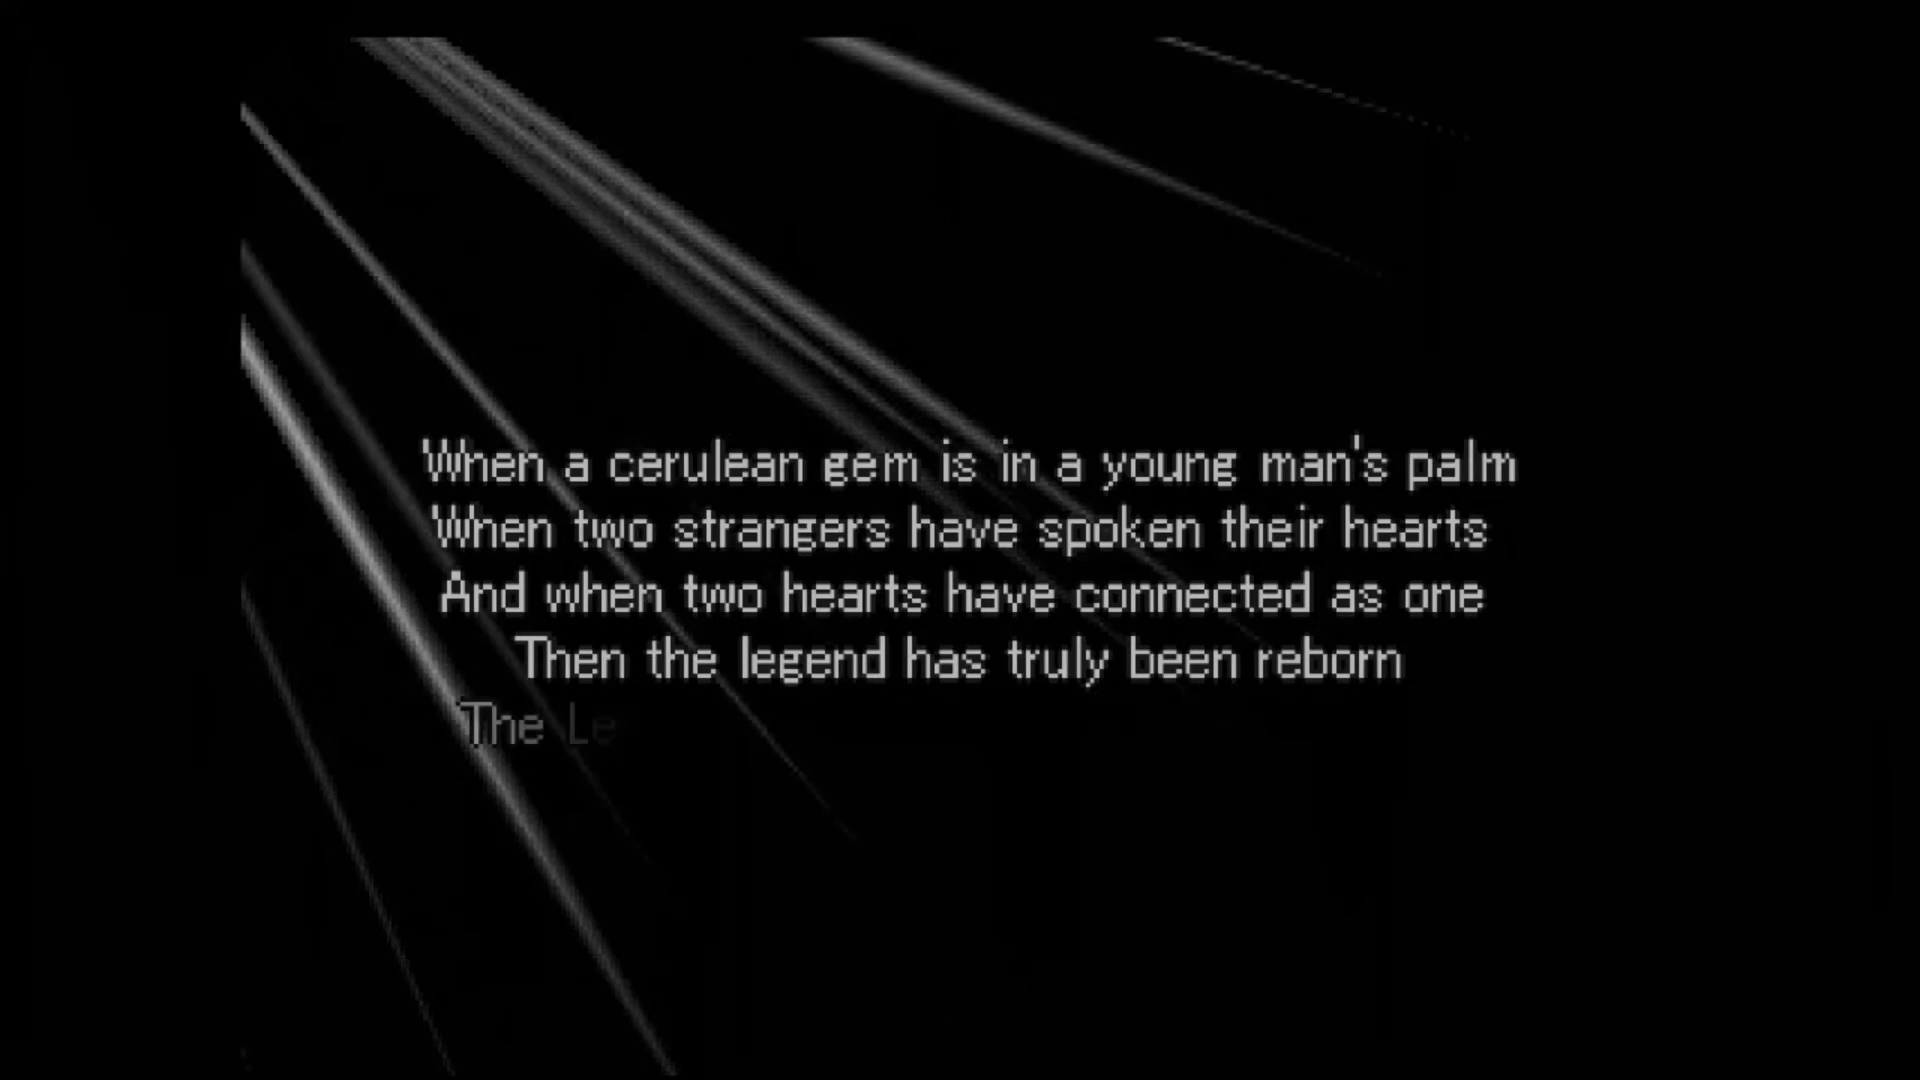 When a cerulean gem is in a young man's palm
When two strangers have spoken their hearts
And when two hearts have connected as one
Then the legend has truly been reborn
The Le